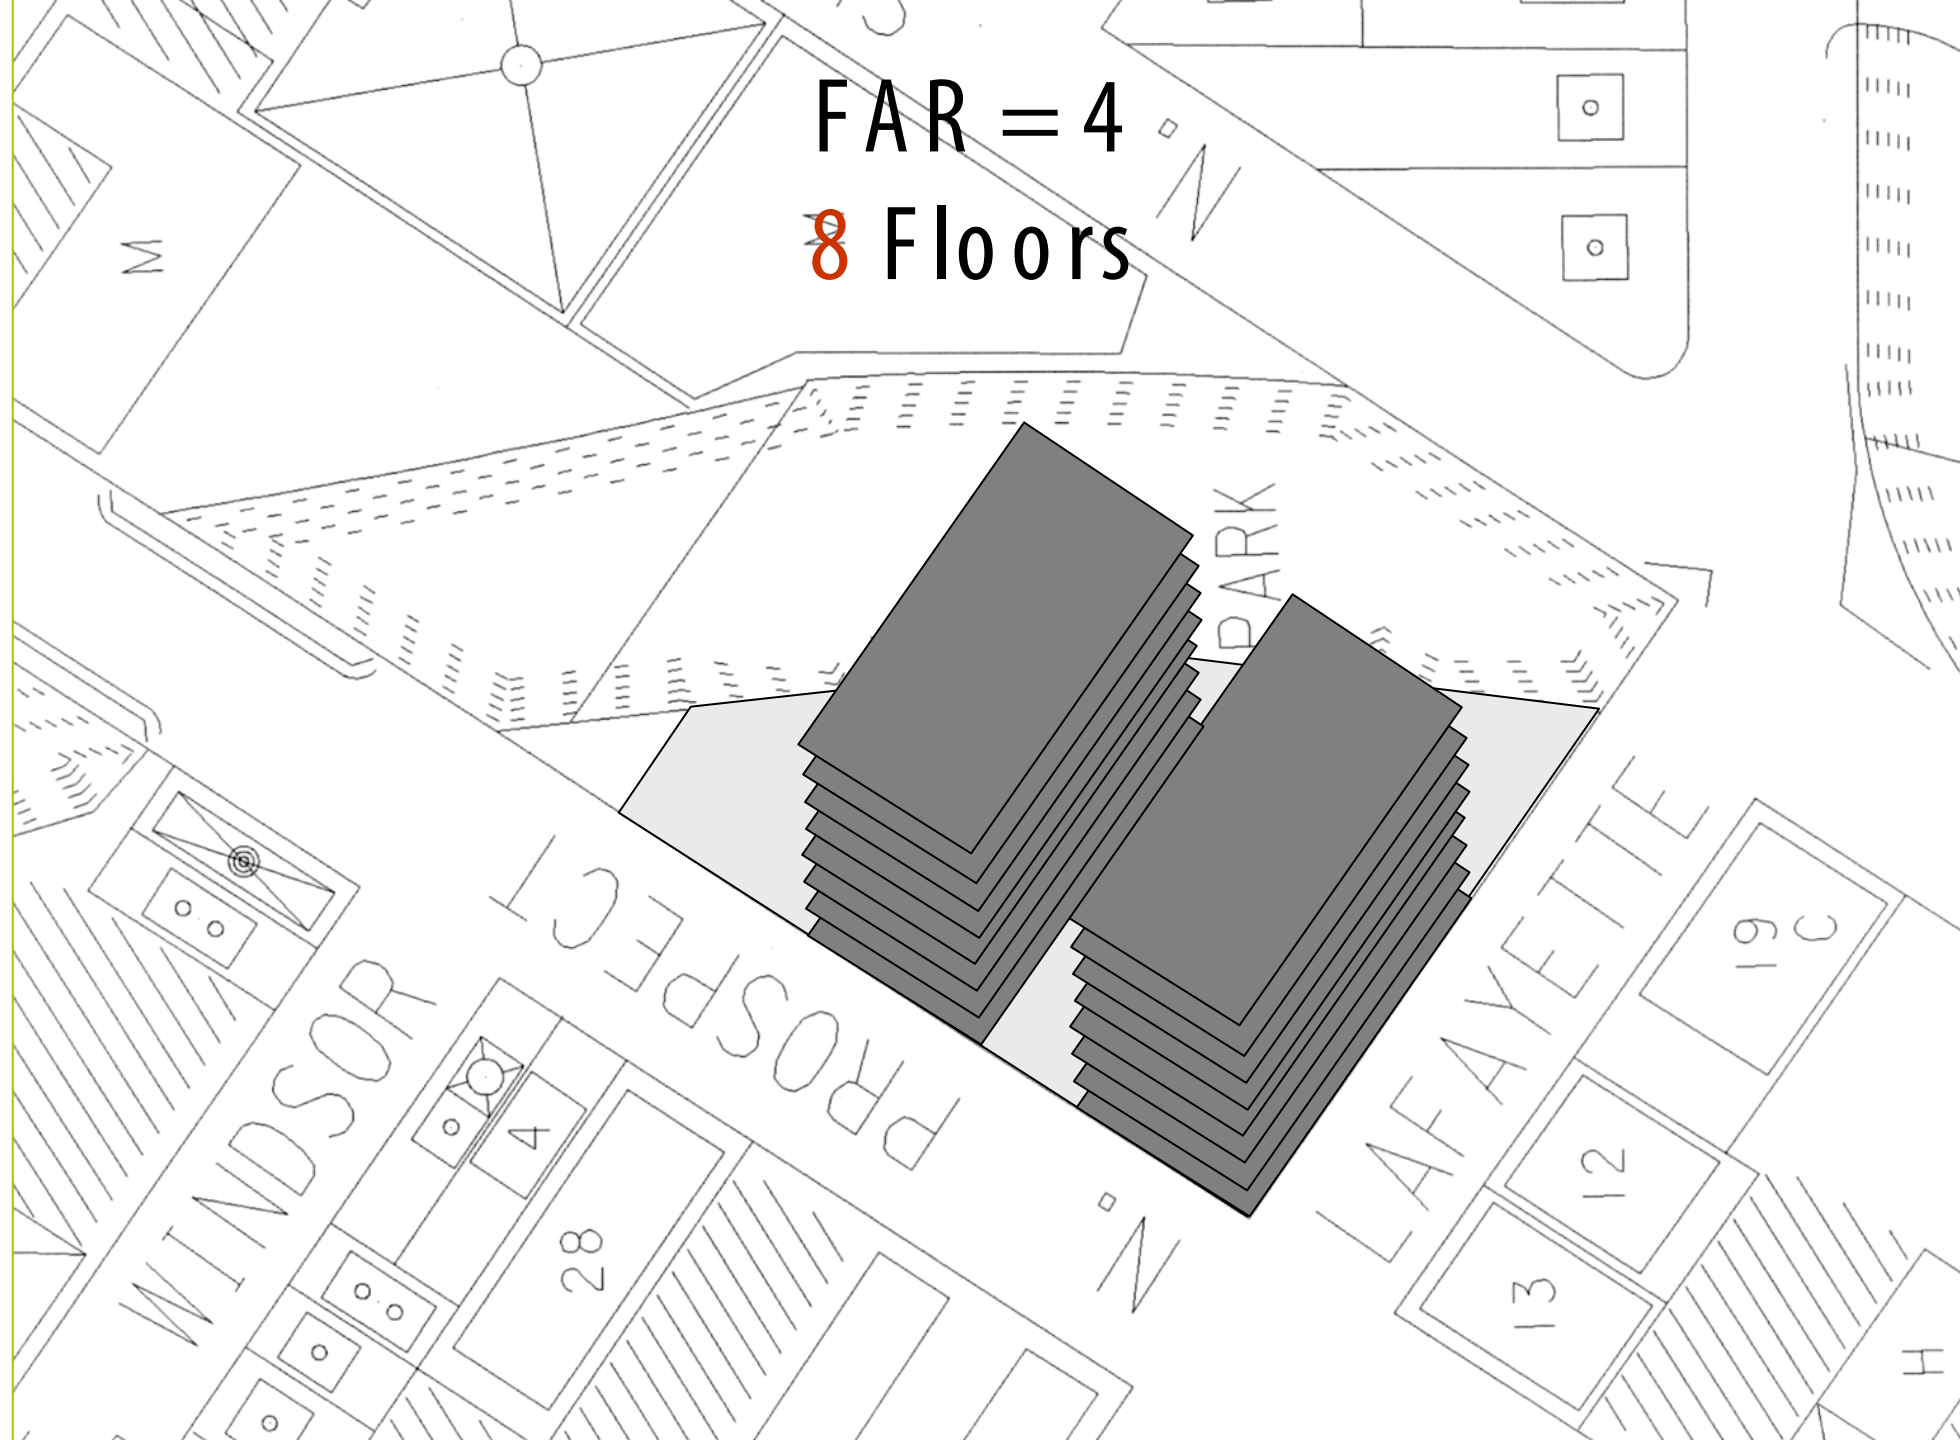 FAR = 4
8 Floors
N
M
M
PARK
PROSPECT
LAFAYETTE
WINDSOR
19
C
12
13
4
28
N
H